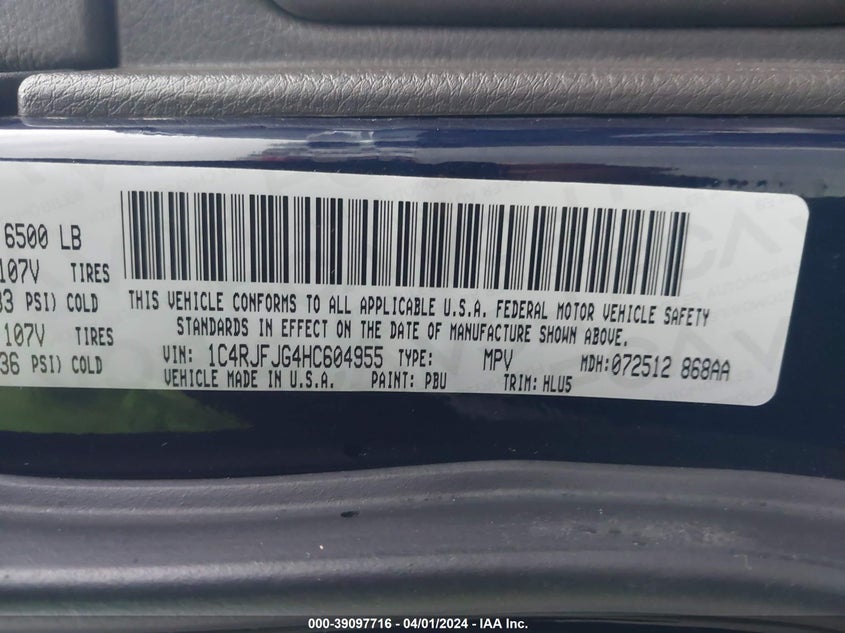 6500 LB
107V TIRES
33 PSI) COLD
107V TIRES
36 PSI) COLD
THIS VEHICLE CONFORMS TO ALL APPLICABLE U.S.A. FEDERAL MOTOR VEHICLE SAFETY
STANDARDS IN EFFECT ON THE DATE OF MANUFACTURE SHOWN ABOVE.
VIN: 1C4RJFJG4HC604955 TYPE: MPV MDH:072512 868AA
VEHICLE MADE IN U.S.A. PAINT: PBU TRIM: HLU5
000-39097716 - 04/01/2024 - IAA Inc.